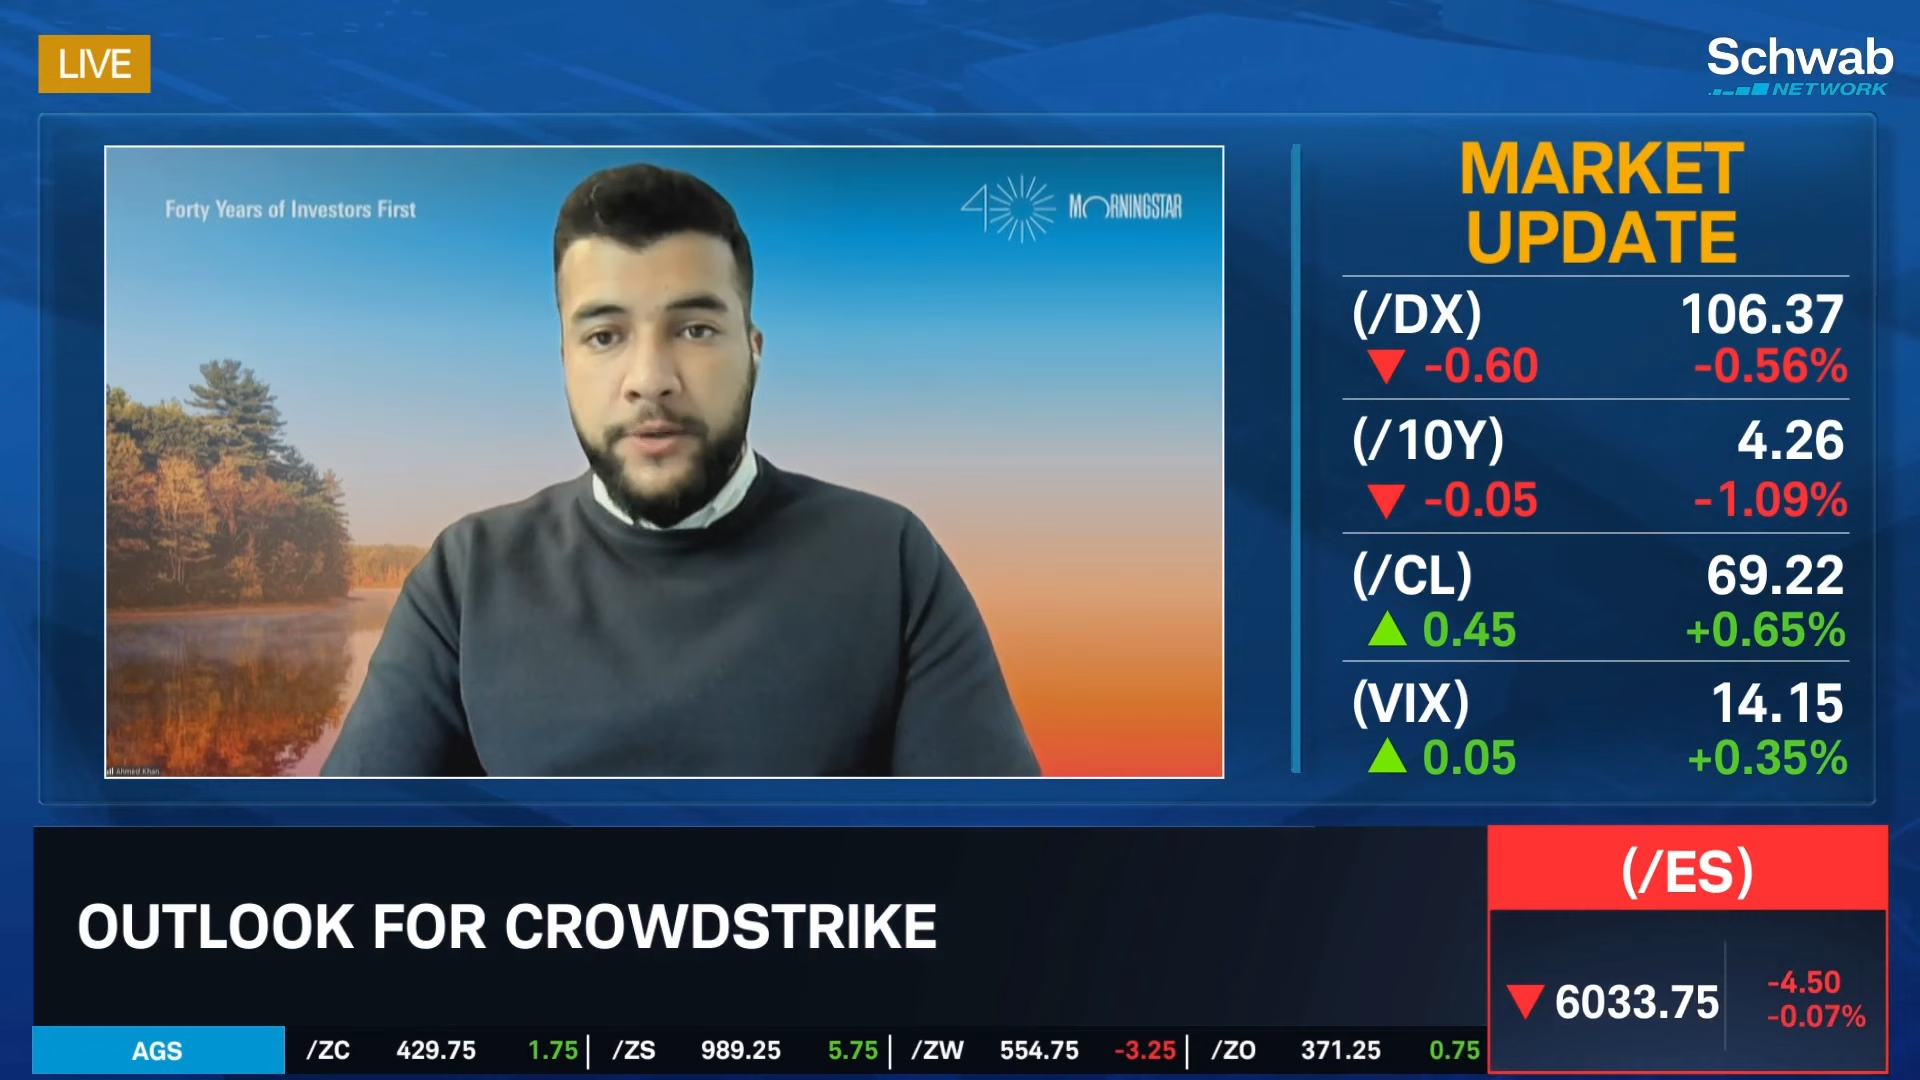 LIVE
Schwab
NETWORK
Forty Years of Investors First
40 MORNINGSTAR
Ahmed Khan
MARKET
UPDATE
(/DX) 106.37
▼ -0.60 -0.56%
(/10Y) 4.26
▼ -0.05 -1.09%
(/CL) 69.22
▲ 0.45 +0.65%
(VIX) 14.15
▲ 0.05 +0.35%
OUTLOOK FOR CROWDSTRIKE
(/ES)
▼ 6033.75 -4.50
-0.07%
AGS /ZC 429.75 1.75 | /ZS 989.25 5.75 | /ZW 554.75 -3.25 | /ZO 371.25 0.75